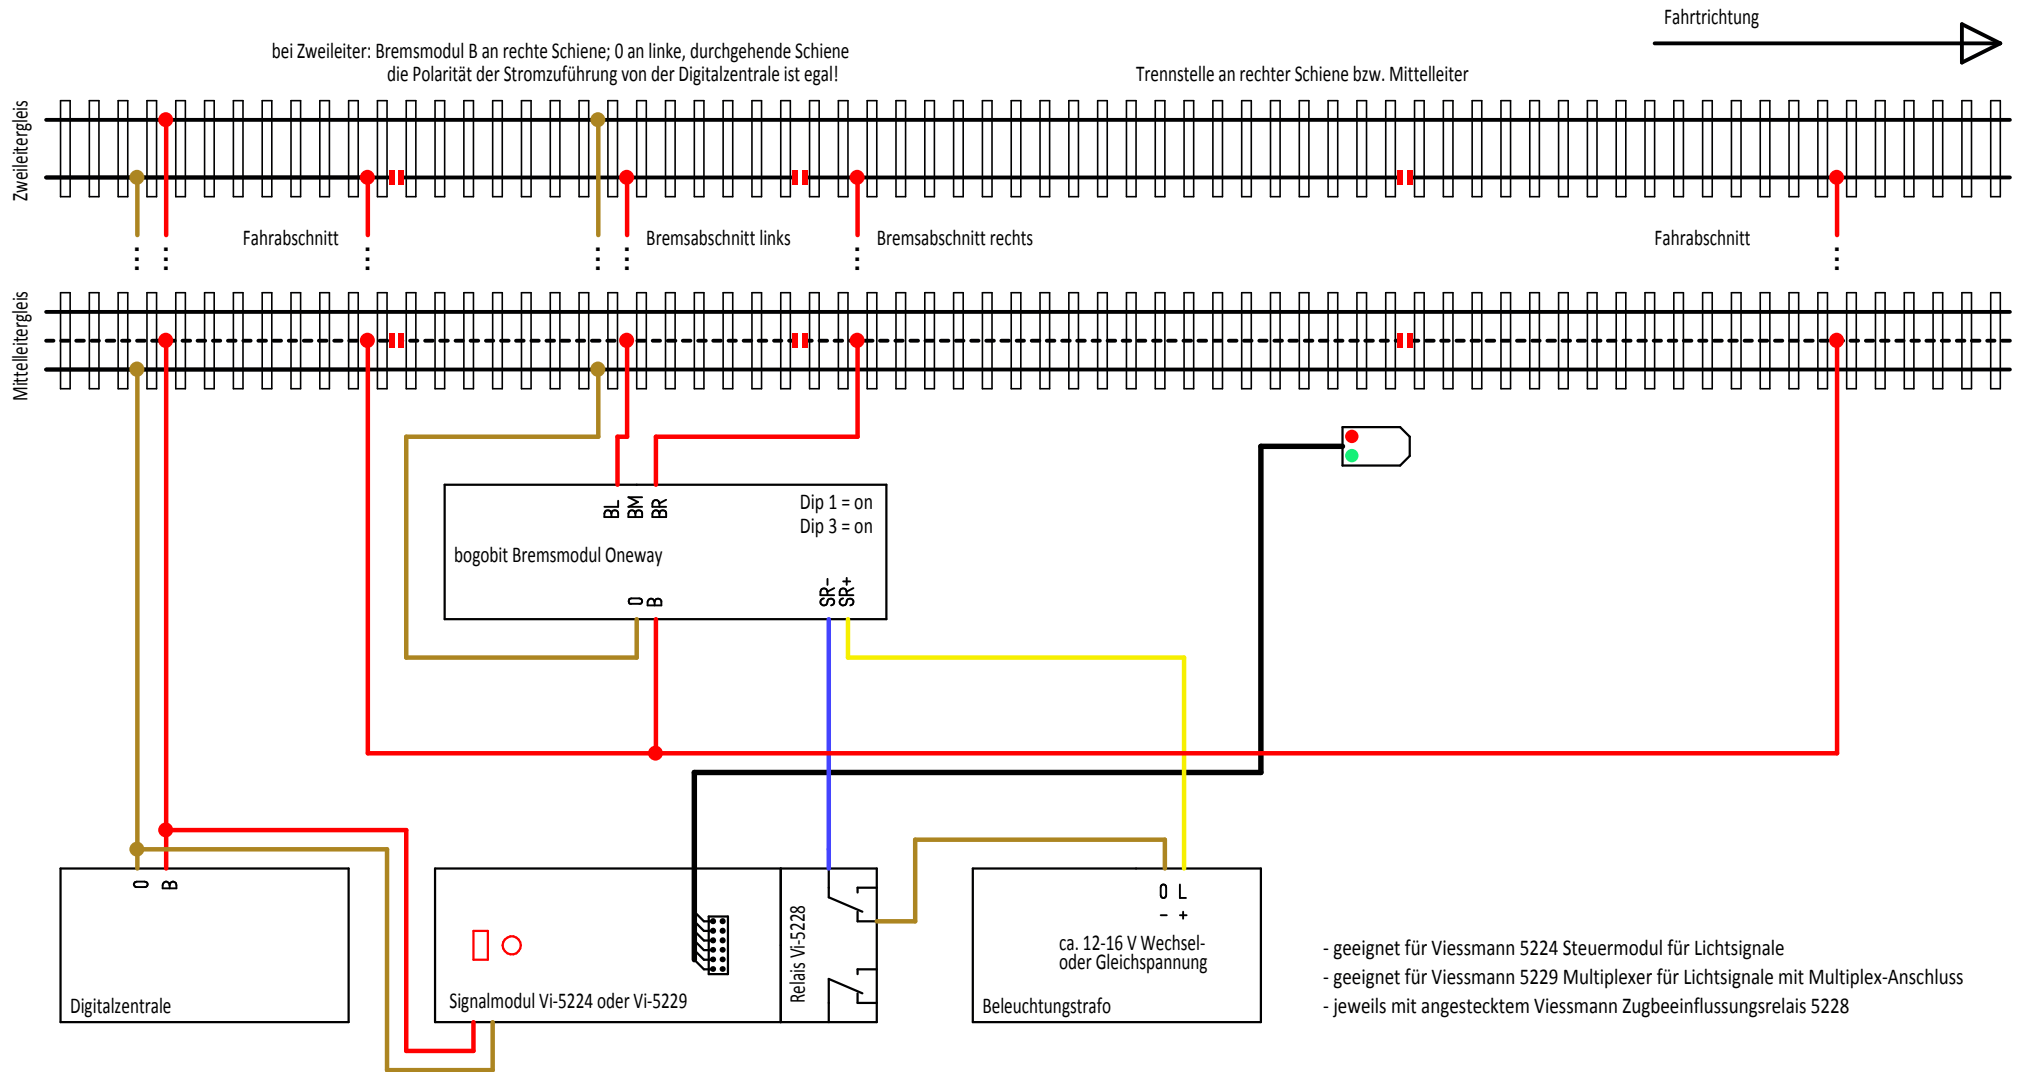 Fahrtrichtung
bei Zweileiter: Bremsmodul B an rechte Schiene; 0 an linke, durchgehende Schiene
die Polarität der Stromzuführung von der Digitalzentrale ist egal!
Trennstelle an rechter Schiene bzw. Mittelleiter
Zweileitergleis
Fahrabschnitt
Bremsabschnitt links
Bremsabschnitt rechts
Fahrabschnitt
Mittelleitergleis
BL
BM
BR
Dip 1 = on
Dip 3 = on
bogobit Bremsmodul Oneway
0
B
SR-
SR+
0
B
Digitalzentrale
Signalmodul Vi-5224 oder Vi-5229
Relais Vi-5228
0 L
- +
ca. 12-16 V Wechsel-
oder Gleichspannung
Beleuchtungstrafo
- geeignet für Viessmann 5224 Steuermodul für Lichtsignale
- geeignet für Viessmann 5229 Multiplexer für Lichtsignale mit Multiplex-Anschluss
- jeweils mit angestecktem Viessmann Zugbeeinflussungsrelais 5228